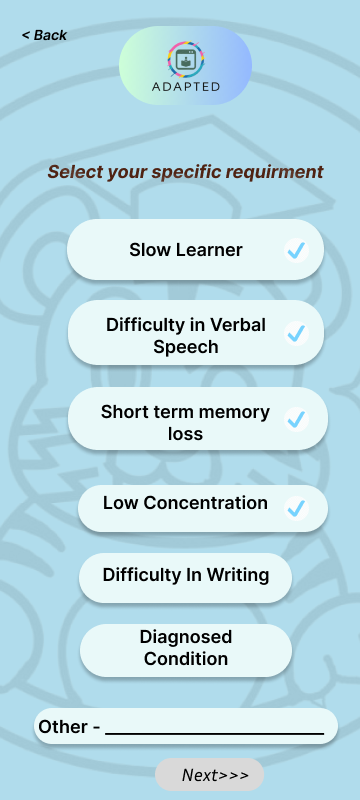 < Back
ADAPTED
Select your specific requirment
Slow Learner
Difficulty in Verbal
Speech
Short term memory
loss
Low Concentration
Difficulty In Writing
Diagnosed
Condition
Other - ______________________
Next>>>